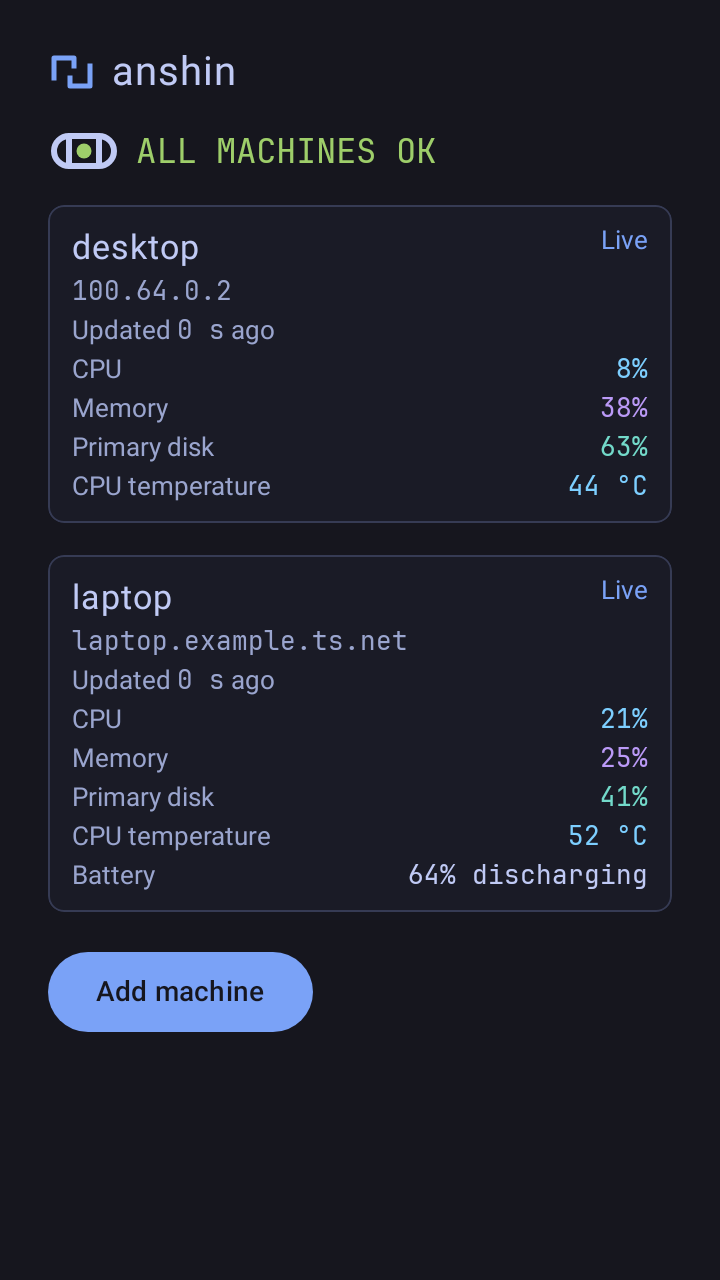 anshin
ALL MACHINES OK
desktop Live
100.64.0.2
Updated 0 s ago
CPU 8%
Memory 38%
Primary disk 63%
CPU temperature 44 °C
laptop Live
laptop.example.ts.net
Updated 0 s ago
CPU 21%
Memory 25%
Primary disk 41%
CPU temperature 52 °C
Battery 64% discharging
Add machine